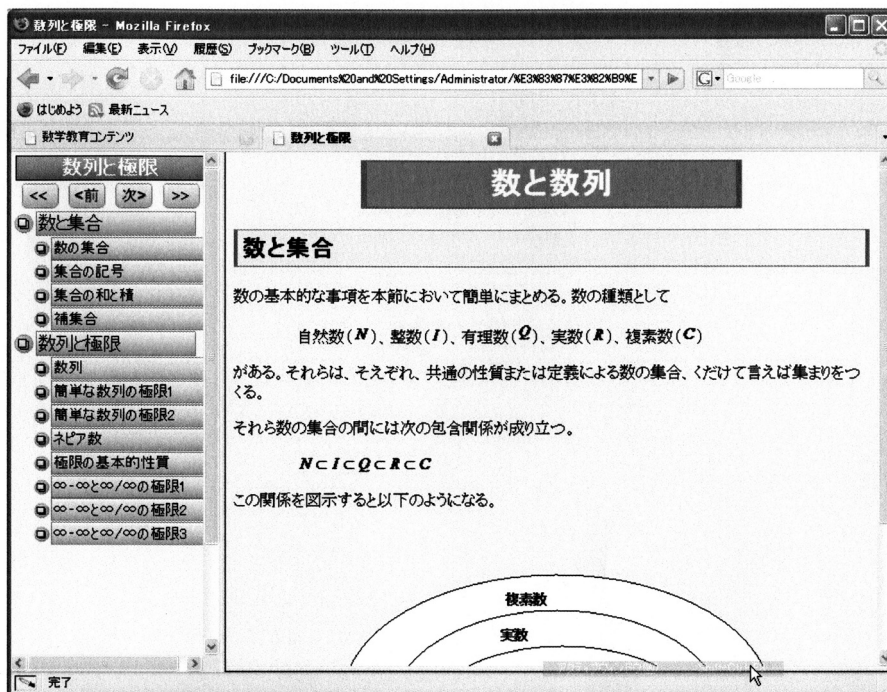 数列と極限 - Mozilla Firefox
ファイル(F) 編集(E) 表示(V) 履歴(S) ブックマーク(B) ツール(T) ヘルプ(H)
file:///C:/Documents%20and%20Settings/Administrator/%E3%83%87%E3%82%B9%E
G Google
はじめよう 最新ニュース
数学教育コンテンツ
数列と極限
数列と極限
<< <前 次> >>
数と集合
数の集合
集合の記号
集合の和と積
補集合
数列と極限
数列
簡単な数列の極限1
簡単な数列の極限2
ネピア数
極限の基本的性質
∞-∞と∞/∞の極限1
∞-∞と∞/∞の極限2
∞-∞と∞/∞の極限3
数と数列
数と集合
数の基本的な事項を本節において簡単にまとめる。数の種類として
自然数(N)、整数(I)、有理数(Q)、実数(R)、複素数(C)
がある。それらは、そえぞれ、共通の性質または定義による数の集合、くだけて言えば集まりをつ
くる。
それら数の集合の間には次の包含関係が成り立つ。
N⊂I⊂Q⊂R⊂C
この関係を図示すると以下のようになる。
複素数
実数
完了